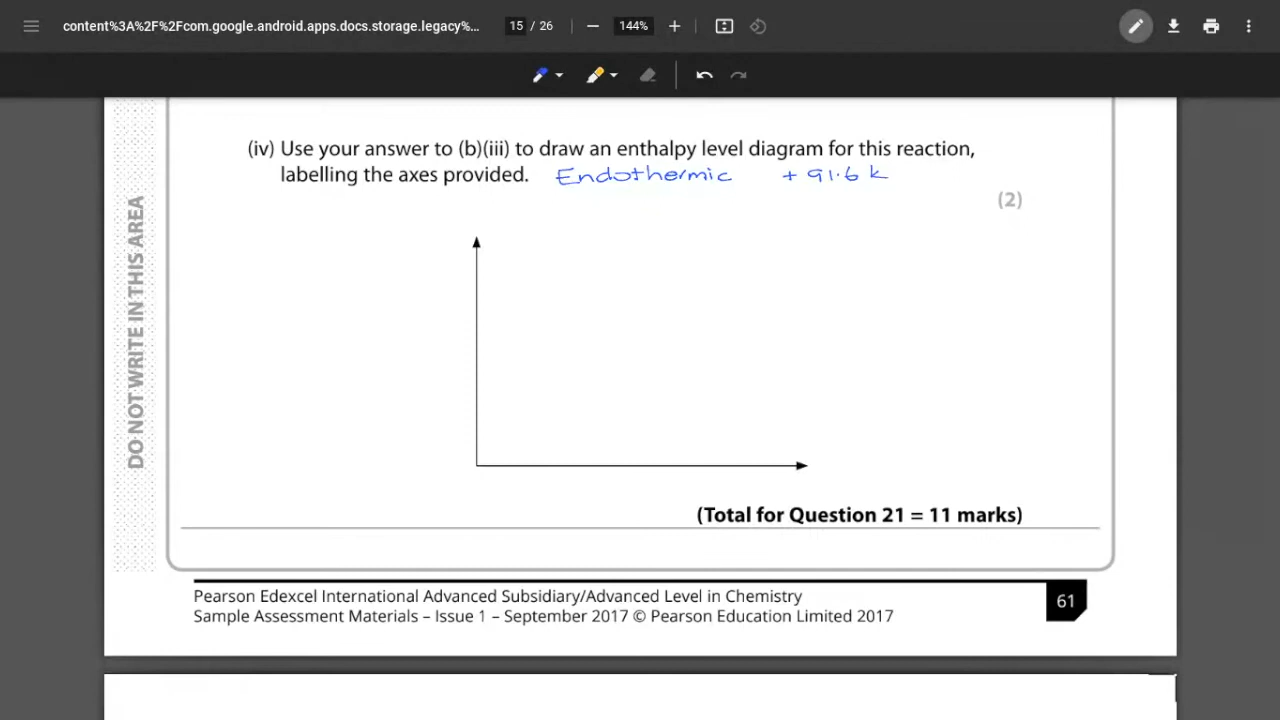 content%3A%2F%2Fcom.google.android.apps.docs.storage.legacy%... 15 / 26 144%
(iv) Use your answer to (b)(iii) to draw an enthalpy level diagram for this reaction,
labelling the axes provided. Endothermic + 91.6 k
(2)
DO NOT WRITE IN THIS AREA
(Total for Question 21 = 11 marks)
Pearson Edexcel International Advanced Subsidiary/Advanced Level in Chemistry
Sample Assessment Materials – Issue 1 – September 2017 © Pearson Education Limited 2017
61